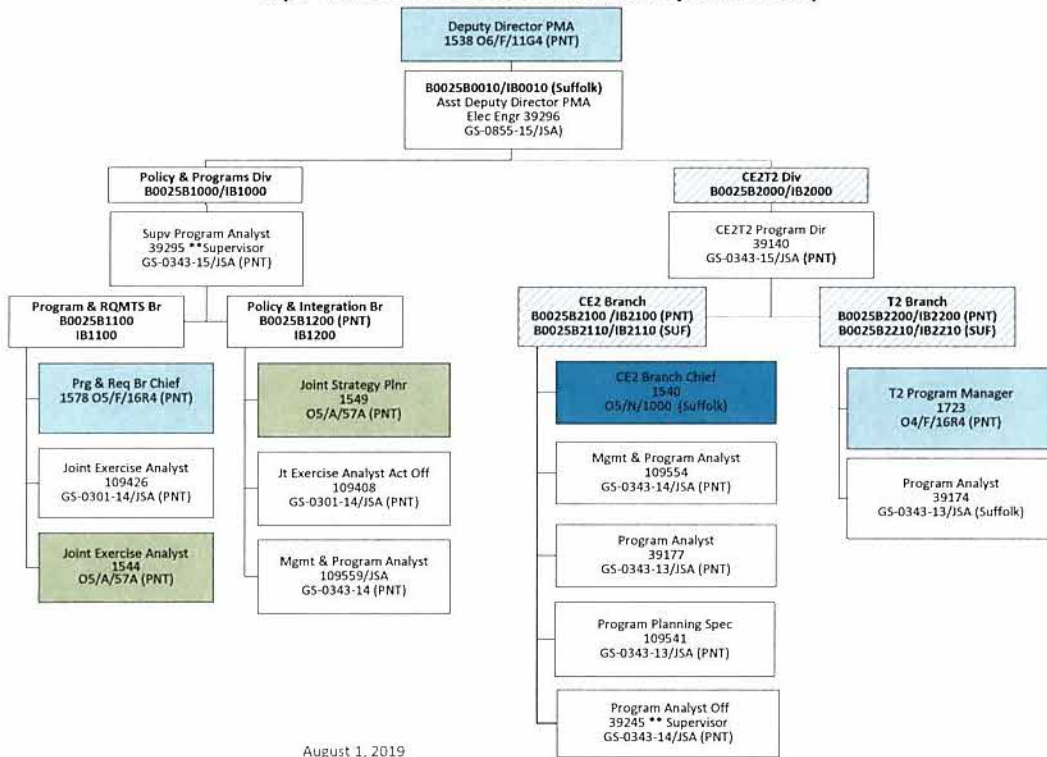 Deputy Director PMA
1538 O6/F/11G4 (PNT)
B0025B0010/IB0010 (Suffolk)
Asst Deputy Director PMA
Elec Engr 39296
GS-0855-15/JSA)
Policy & Programs Div
B0025B1000/IB1000
CE2T2 Div
B0025B2000/IB2000
Supv Program Analyst
39295 **Supervisor
GS-0343-15/JSA (PNT)
CE2T2 Program Dir
39140
GS-0343-15/JSA (PNT)
Program & RQMTS Br
B0025B1100
IB1100
Policy & Integration Br
B0025B1200 (PNT)
IB1200
CE2 Branch
B0025B2100 /IB2100 (PNT)
B0025B2110/IB2110 (SUF)
T2 Branch
B0025B2200/IB2200 (PNT)
B0025B2210/IB2210 (SUF)
Prg & Req Br Chief
1578 O5/F/16R4 (PNT)
Joint Exercise Analyst
109426
GS-0301-14/JSA (PNT)
Joint Exercise Analyst
1544
O5/A/57A (PNT)
Joint Strategy Plnr
1549
O5/A/57A (PNT)
Jt Exercise Analyst Act Off
109408
GS-0301-14/JSA (PNT)
Mgmt & Program Analyst
109559/JSA
GS-0343-14 (PNT)
CE2 Branch Chief
1540
O5/N/1000 (Suffolk)
Mgmt & Program Analyst
109554
GS-0343-14/JSA (PNT)
Program Analyst
39177
GS-0343-13/JSA (PNT)
Program Planning Spec
109541
GS-0343-13/JSA (PNT)
Program Analyst Off
39245 ** Supervisor
GS-0343-14/JSA (PNT)
T2 Program Manager
1723
O4/F/16R4 (PNT)
Program Analyst
39174
GS-0343-13/JSA (Suffolk)
August 1, 2019